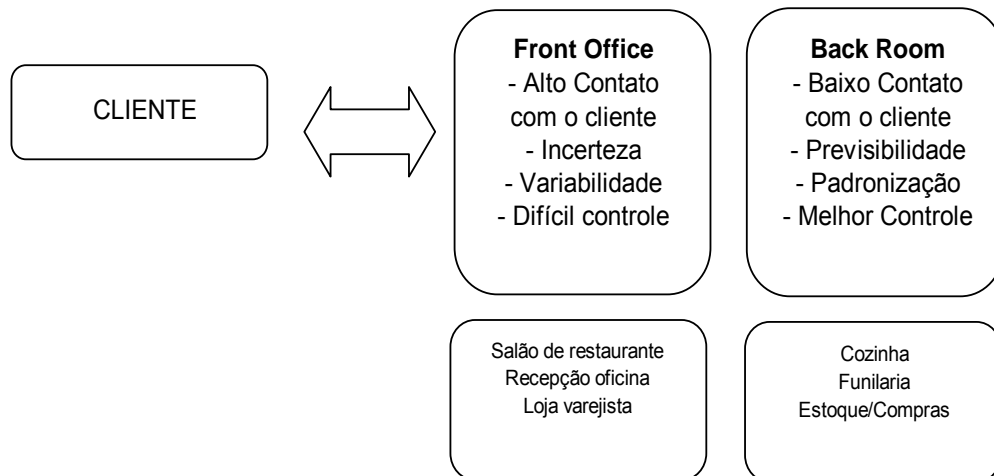 CLIENTE
Front Office
- Alto Contato
com o cliente
- Incerteza
- Variabilidade
- Difícil controle
Back Room
- Baixo Contato
com o cliente
- Previsibilidade
- Padronização
- Melhor Controle
Salão de restaurante
Recepção oficina
Loja varejista
Cozinha
Funilaria
Estoque/Compras